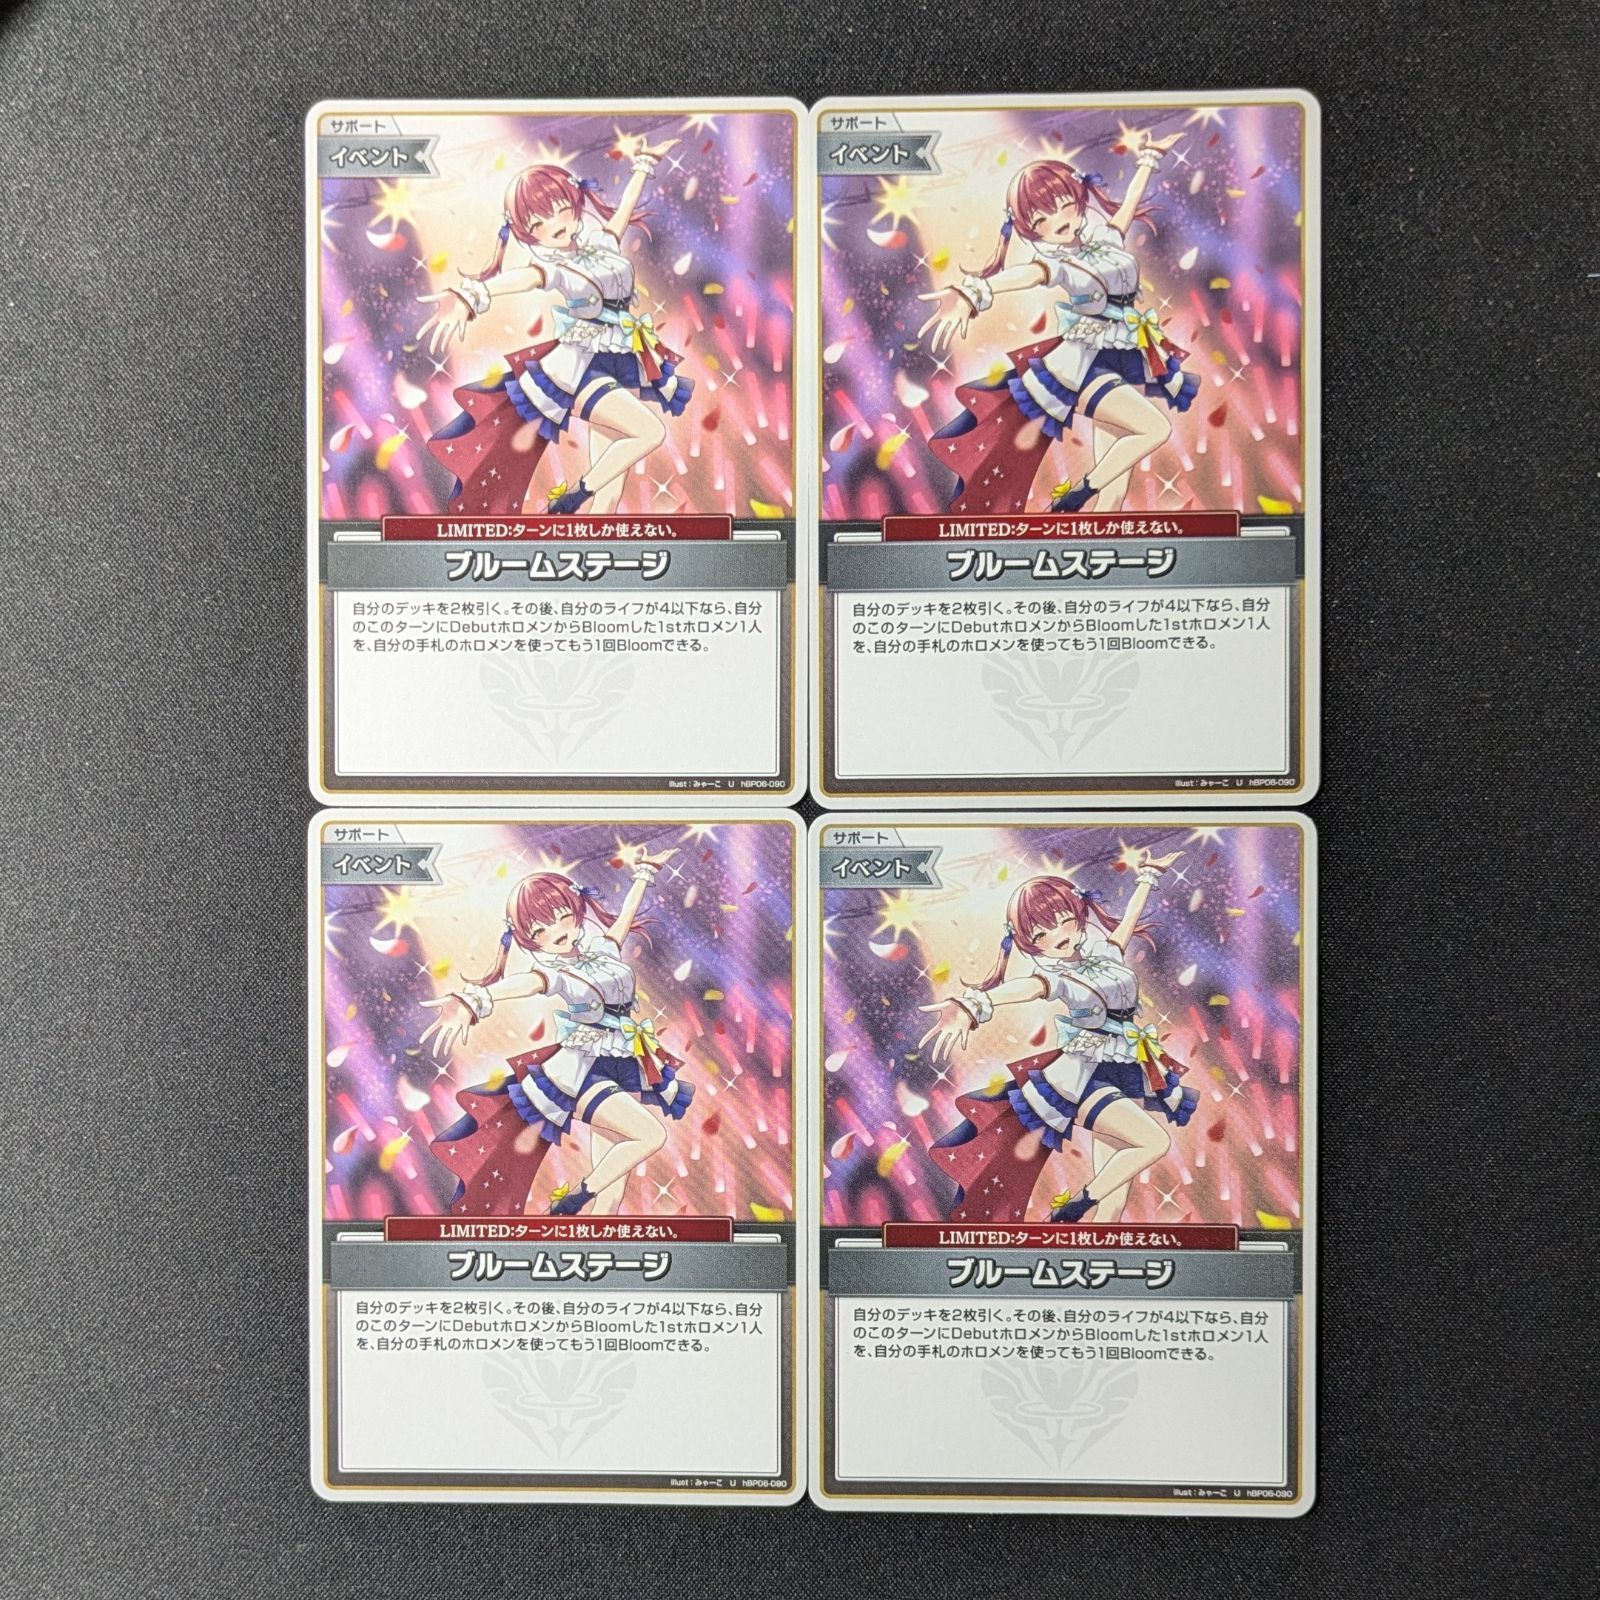 サポート
イベント
LIMITED:ターンに1枚しか使えない。
ブルームステージ
自分のデッキを2枚引く。その後、自分のライフが4以下なら、自分
のこのターンにDebutホロメンからBloomした1stホロメン1人
を、自分の手札のホロメンを使ってもう1回Bloomできる。
illust:みゃーこ U hBP06-090
サポート
イベント
LIMITED:ターンに1枚しか使えない。
ブルームステージ
自分のデッキを2枚引く。その後、自分のライフが4以下なら、自分
のこのターンにDebutホロメンからBloomした1stホロメン1人
を、自分の手札のホロメンを使ってもう1回Bloomできる。
illust:みゃーこ U hBP06-090
サポート
イベント
LIMITED:ターンに1枚しか使えない。
ブルームステージ
自分のデッキを2枚引く。その後、自分のライフが4以下なら、自分
のこのターンにDebutホロメンからBloomした1stホロメン1人
を、自分の手札のホロメンを使ってもう1回Bloomできる。
illust:みゃーこ U hBP06-090
サポート
イベント
LIMITED:ターンに1枚しか使えない。
ブルームステージ
自分のデッキを2枚引く。その後、自分のライフが4以下なら、自分
のこのターンにDebutホロメンからBloomした1stホロメン1人
を、自分の手札のホロメンを使ってもう1回Bloomできる。
illust:みゃーこ U hBP06-090